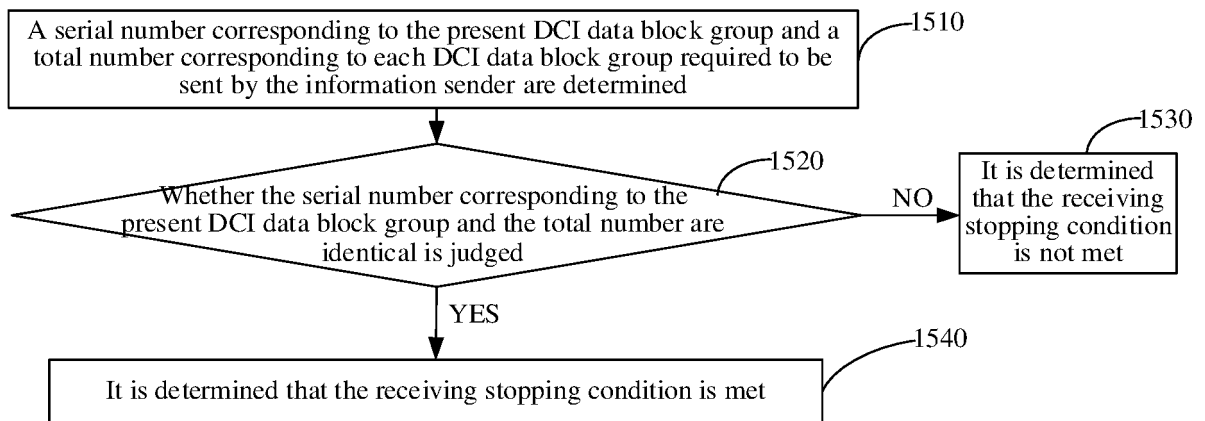 A serial number corresponding to the present DCI data block group and a
total number corresponding to each DCI data block group required to be
sent by the information sender are determined
1510
Whether the serial number corresponding to the
present DCI data block group and the total number are
identical is judged
1520
NO
It is determined
that the receiving
stopping condition
is not met
1530
YES
It is determined that the receiving stopping condition is met
1540